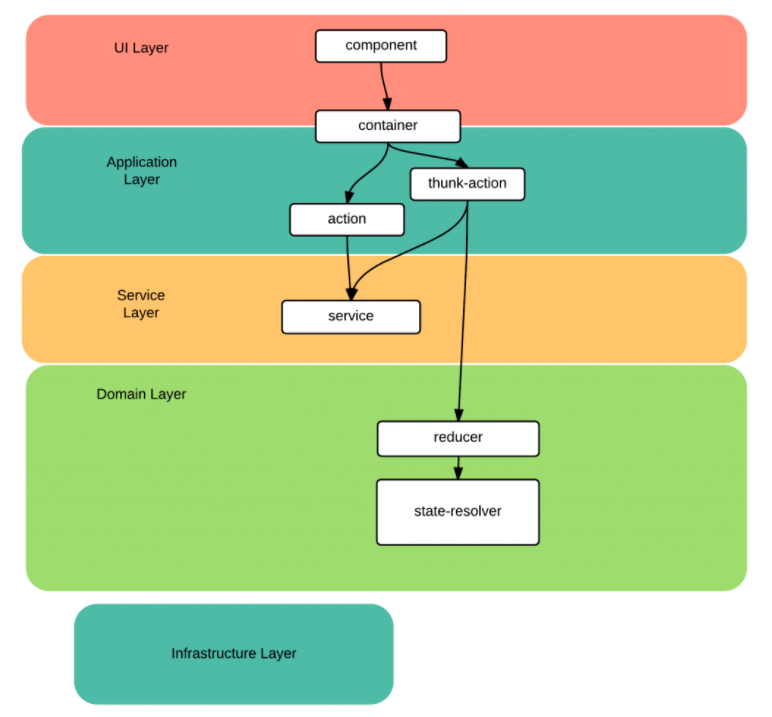 UI Layer
component
container
Application
Layer
thunk-action
action
Service
Layer
service
Domain Layer
reducer
state-resolver
Infrastructure Layer